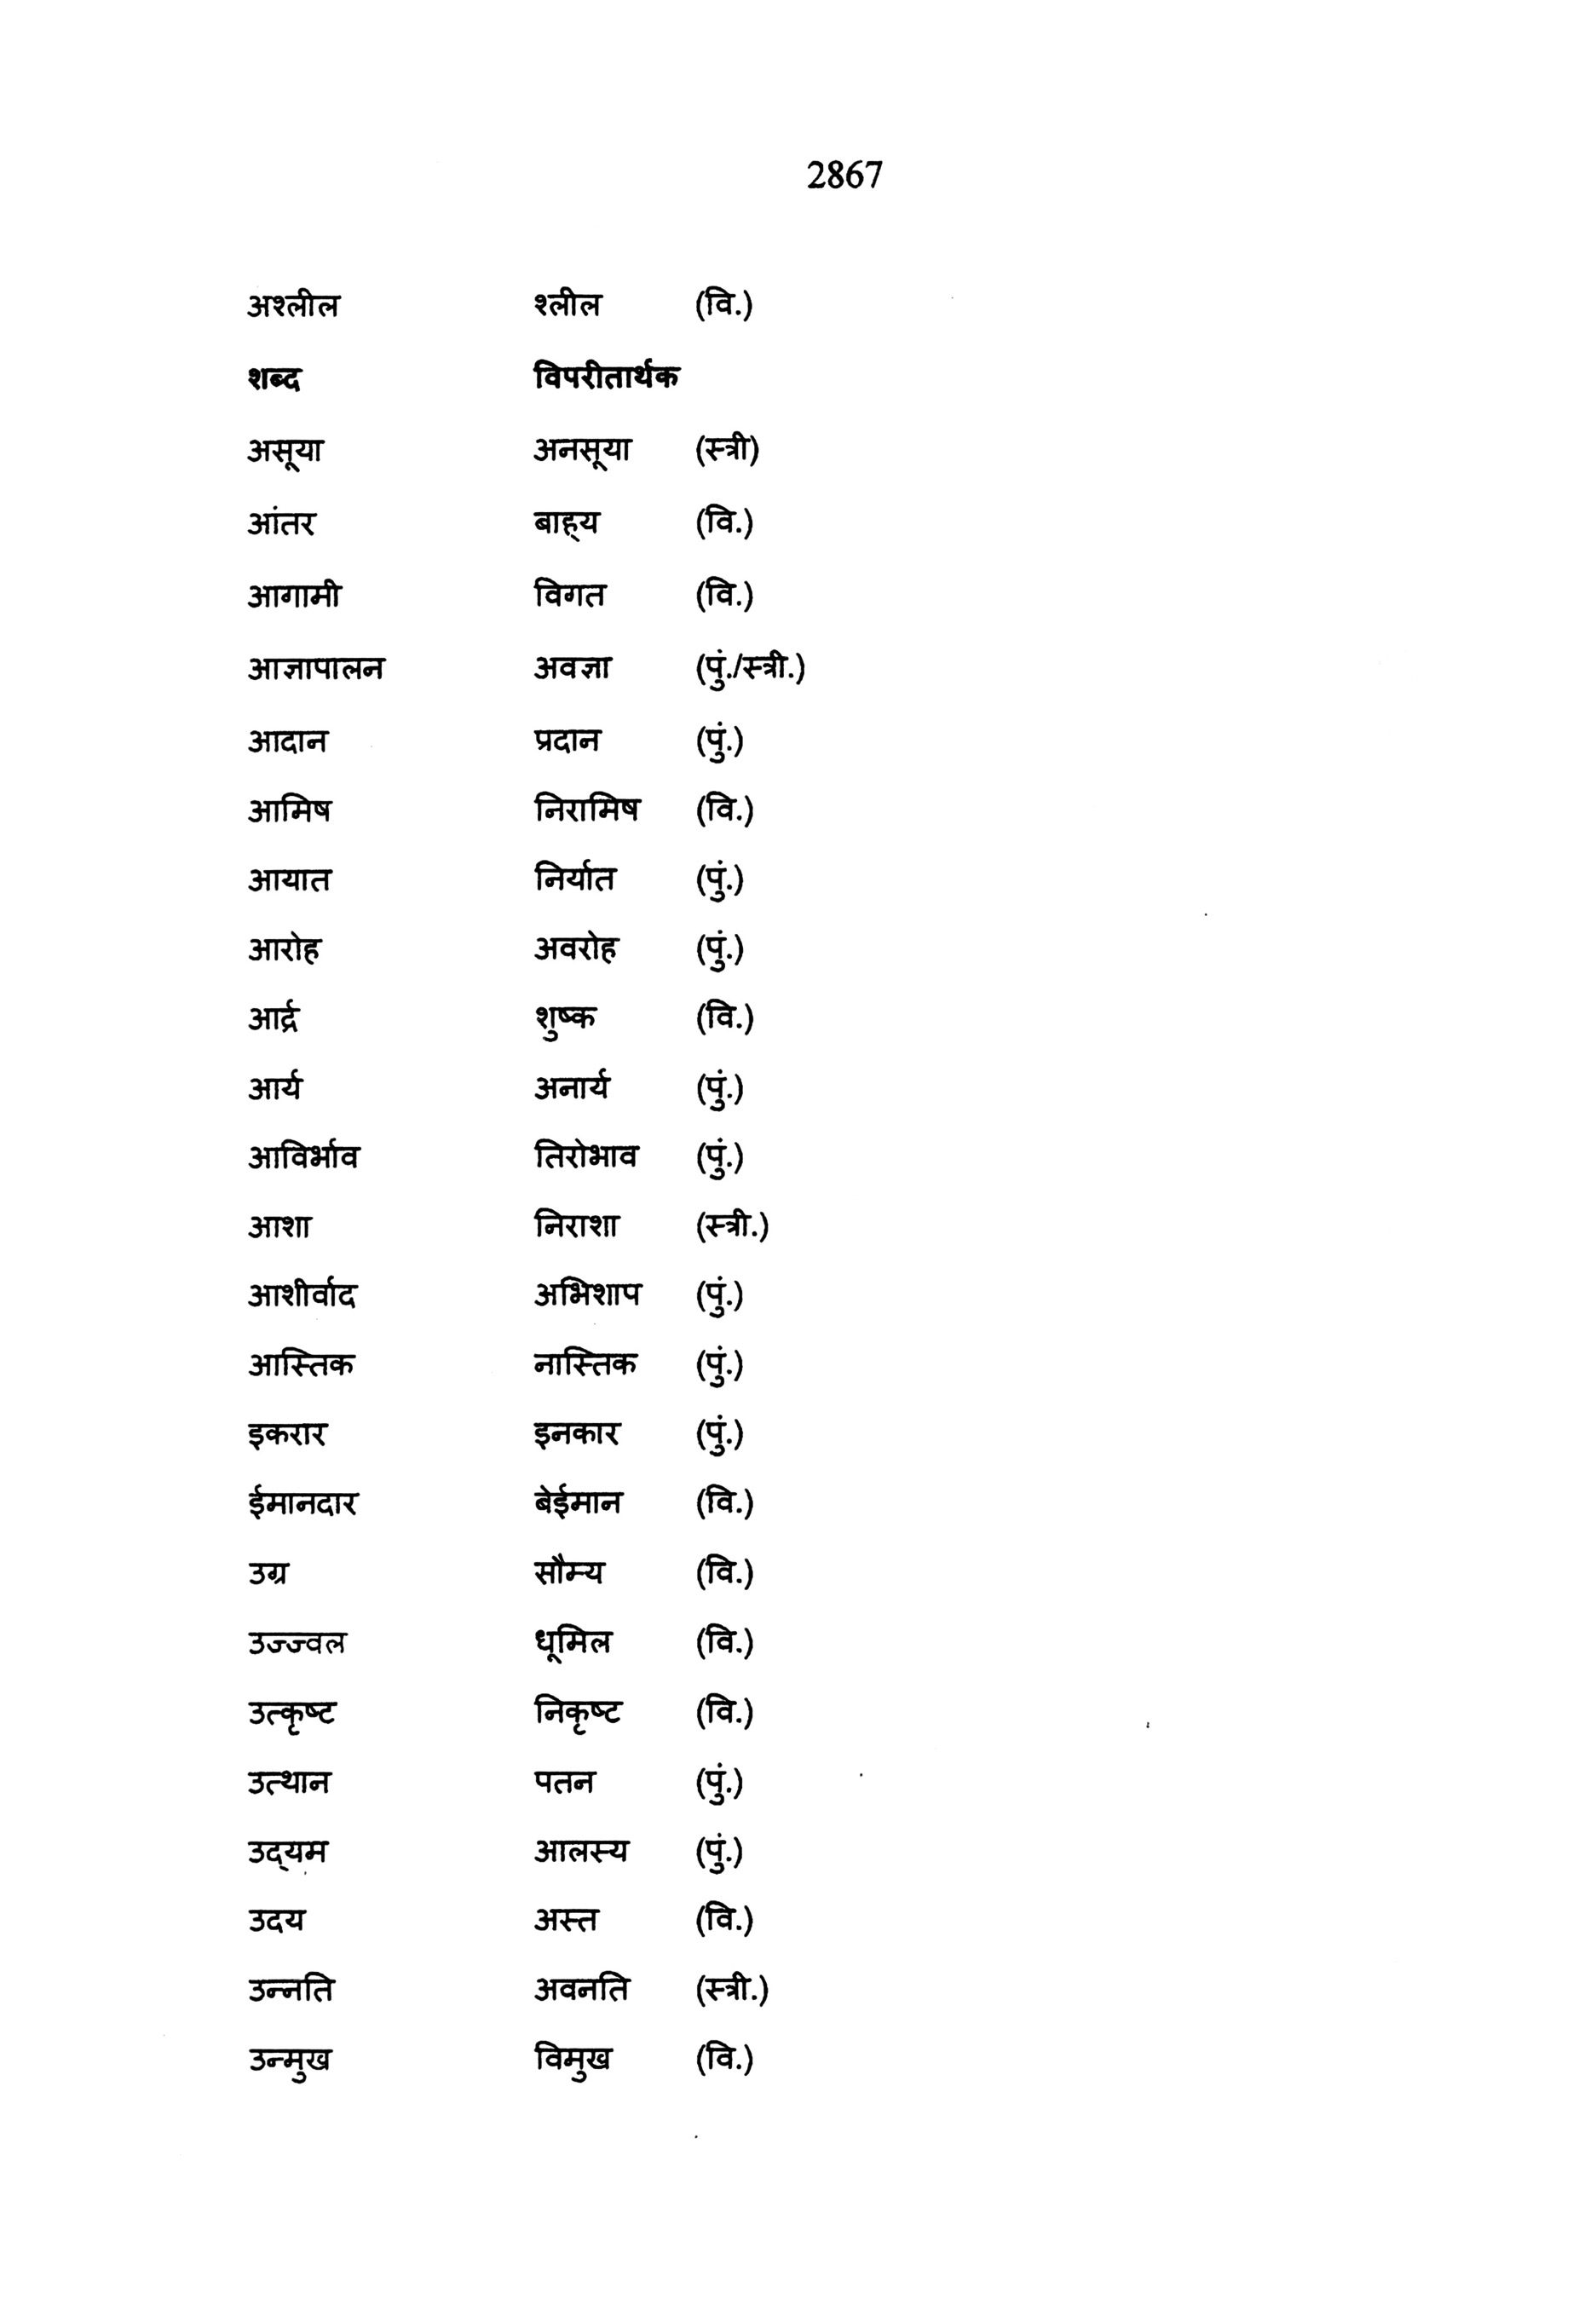 2867
अश्लील श्लील (वि.)
शब्द विपरीतार्थक
असूया अनसूया (स्त्री)
आंतर बाह्‌य (वि.)
आगामी विगत (वि.)
आज्ञापालन अवज्ञा (पुं./स्त्री.)
आदान प्रदान (पुं.)
आमिष निरामिष (वि.)
आयात निर्यात (पुं.)
आरोह अवरोह (पुं.)
आर्द्र शुष्क (वि.)
आर्य अनार्य (पुं.)
आविर्भाव तिरोभाव (पुं.)
आशा निराशा (स्त्री.)
आशीर्वाद अभिशाप (पुं.)
आस्तिक नास्तिक (पुं.)
इकरार इनकार (पुं.)
ईमानदार बेईमान (वि.)
उग्र सौम्य (वि.)
उज्ज्वल धूमिल (वि.)
उत्कृष्ट निकृष्ट (वि.)
उत्थान पतन (पुं.)
उद्‌यम आलस्य (पुं.)
उदय अस्त (वि.)
उन्नति अवनति (स्त्री.)
उन्मुख विमुख (वि.)